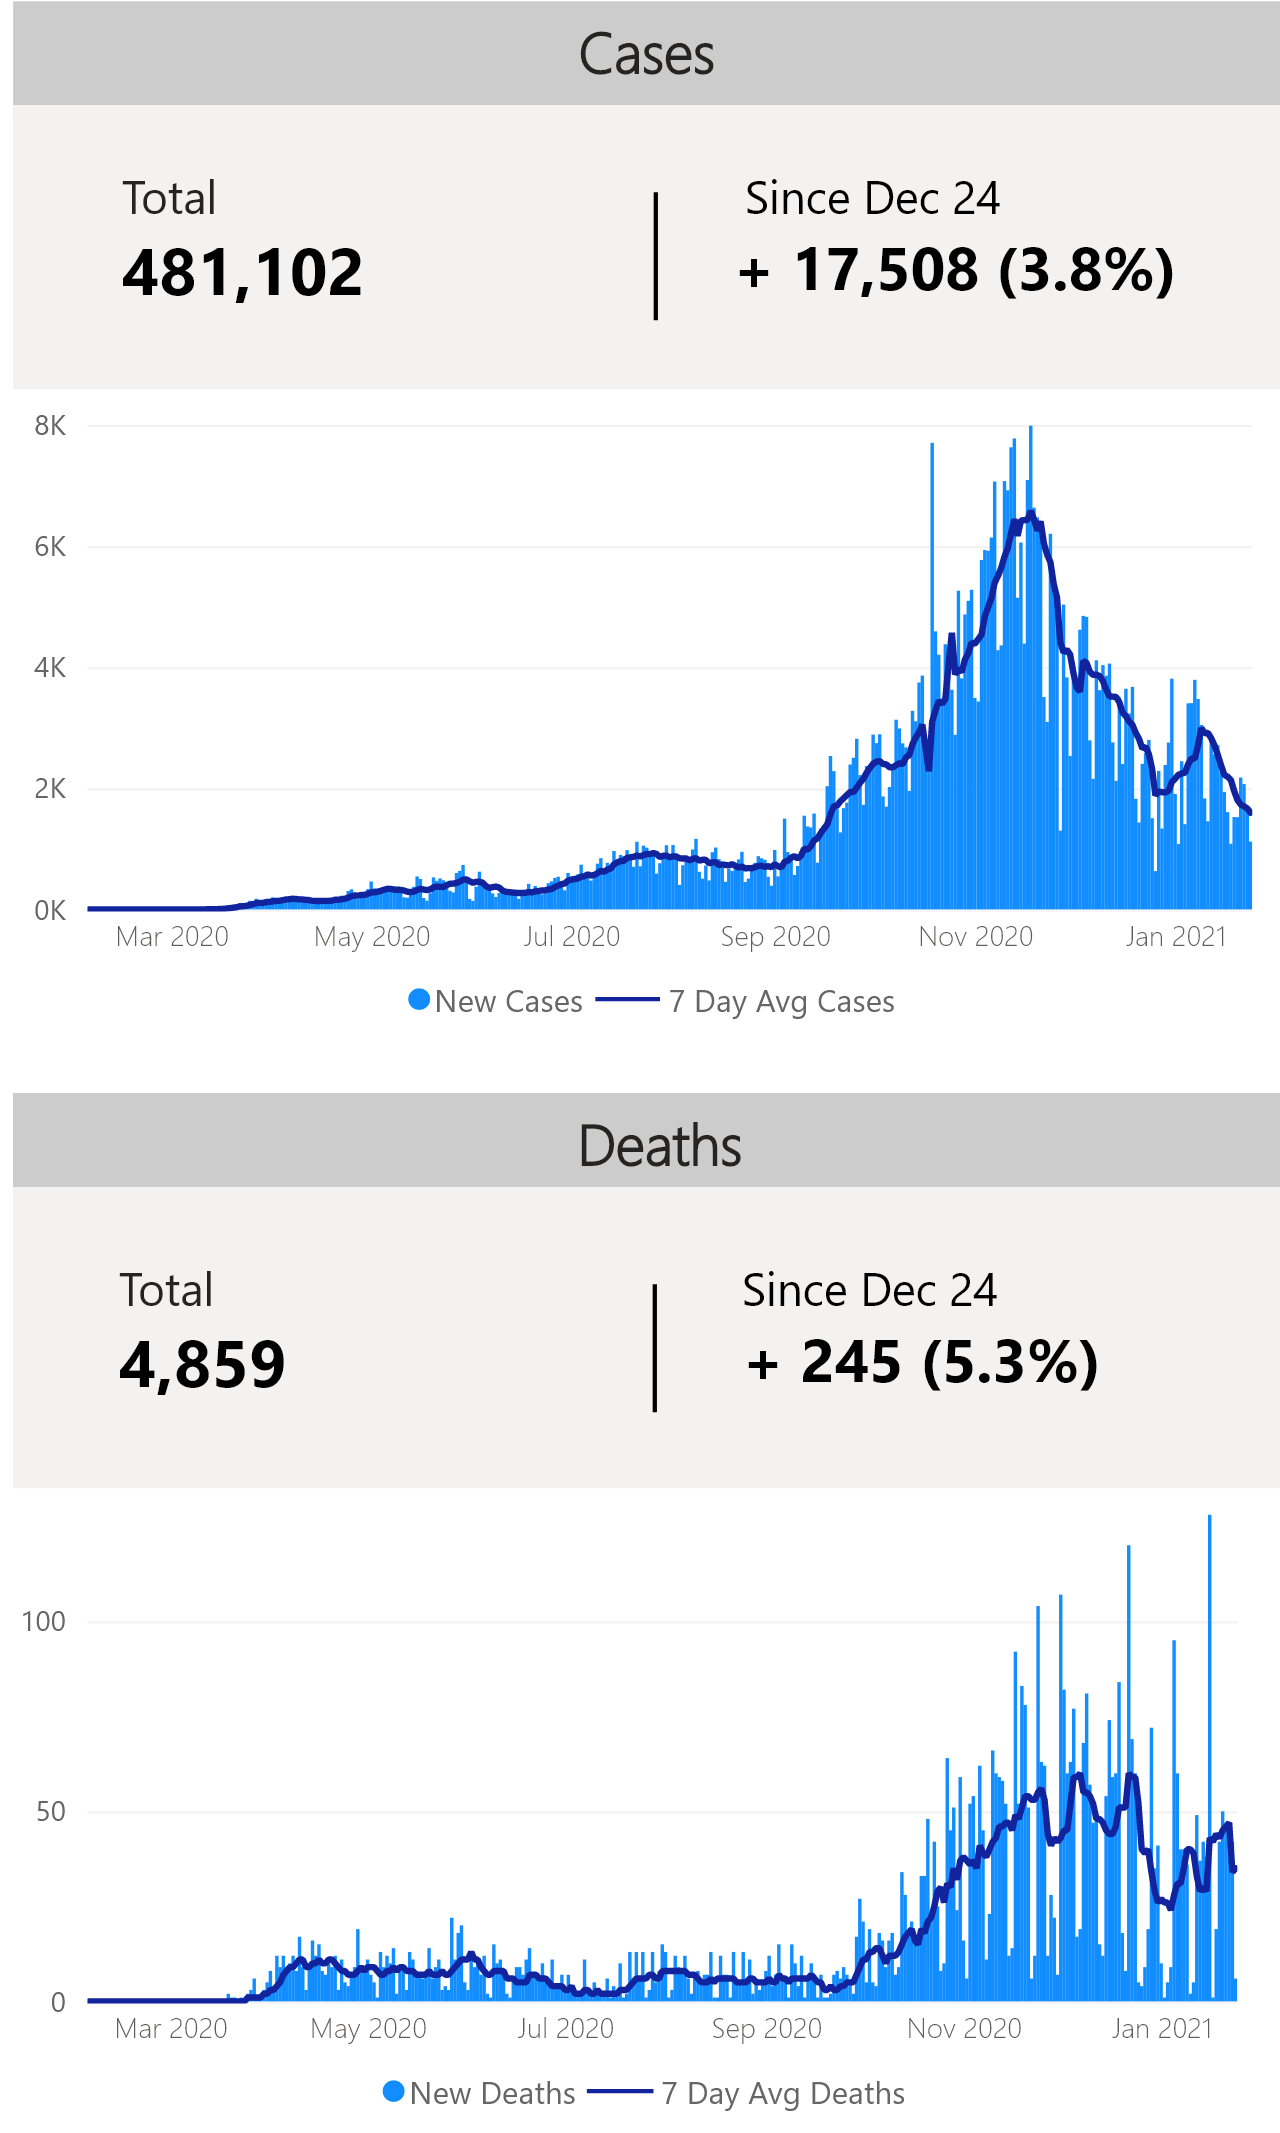 Cases
Total
481,102
Since Dec 24
+ 17,508 (3.8%)
8K
6K
4K
2K
0K
Mar 2020 May 2020 Jul 2020 Sep 2020 Nov 2020 Jan 2021
New Cases 7 Day Avg Cases
Deaths
Total
4,859
Since Dec 24
+ 245 (5.3%)
100
50
0
Mar 2020 May 2020 Jul 2020 Sep 2020 Nov 2020 Jan 2021
New Deaths 7 Day Avg Deaths